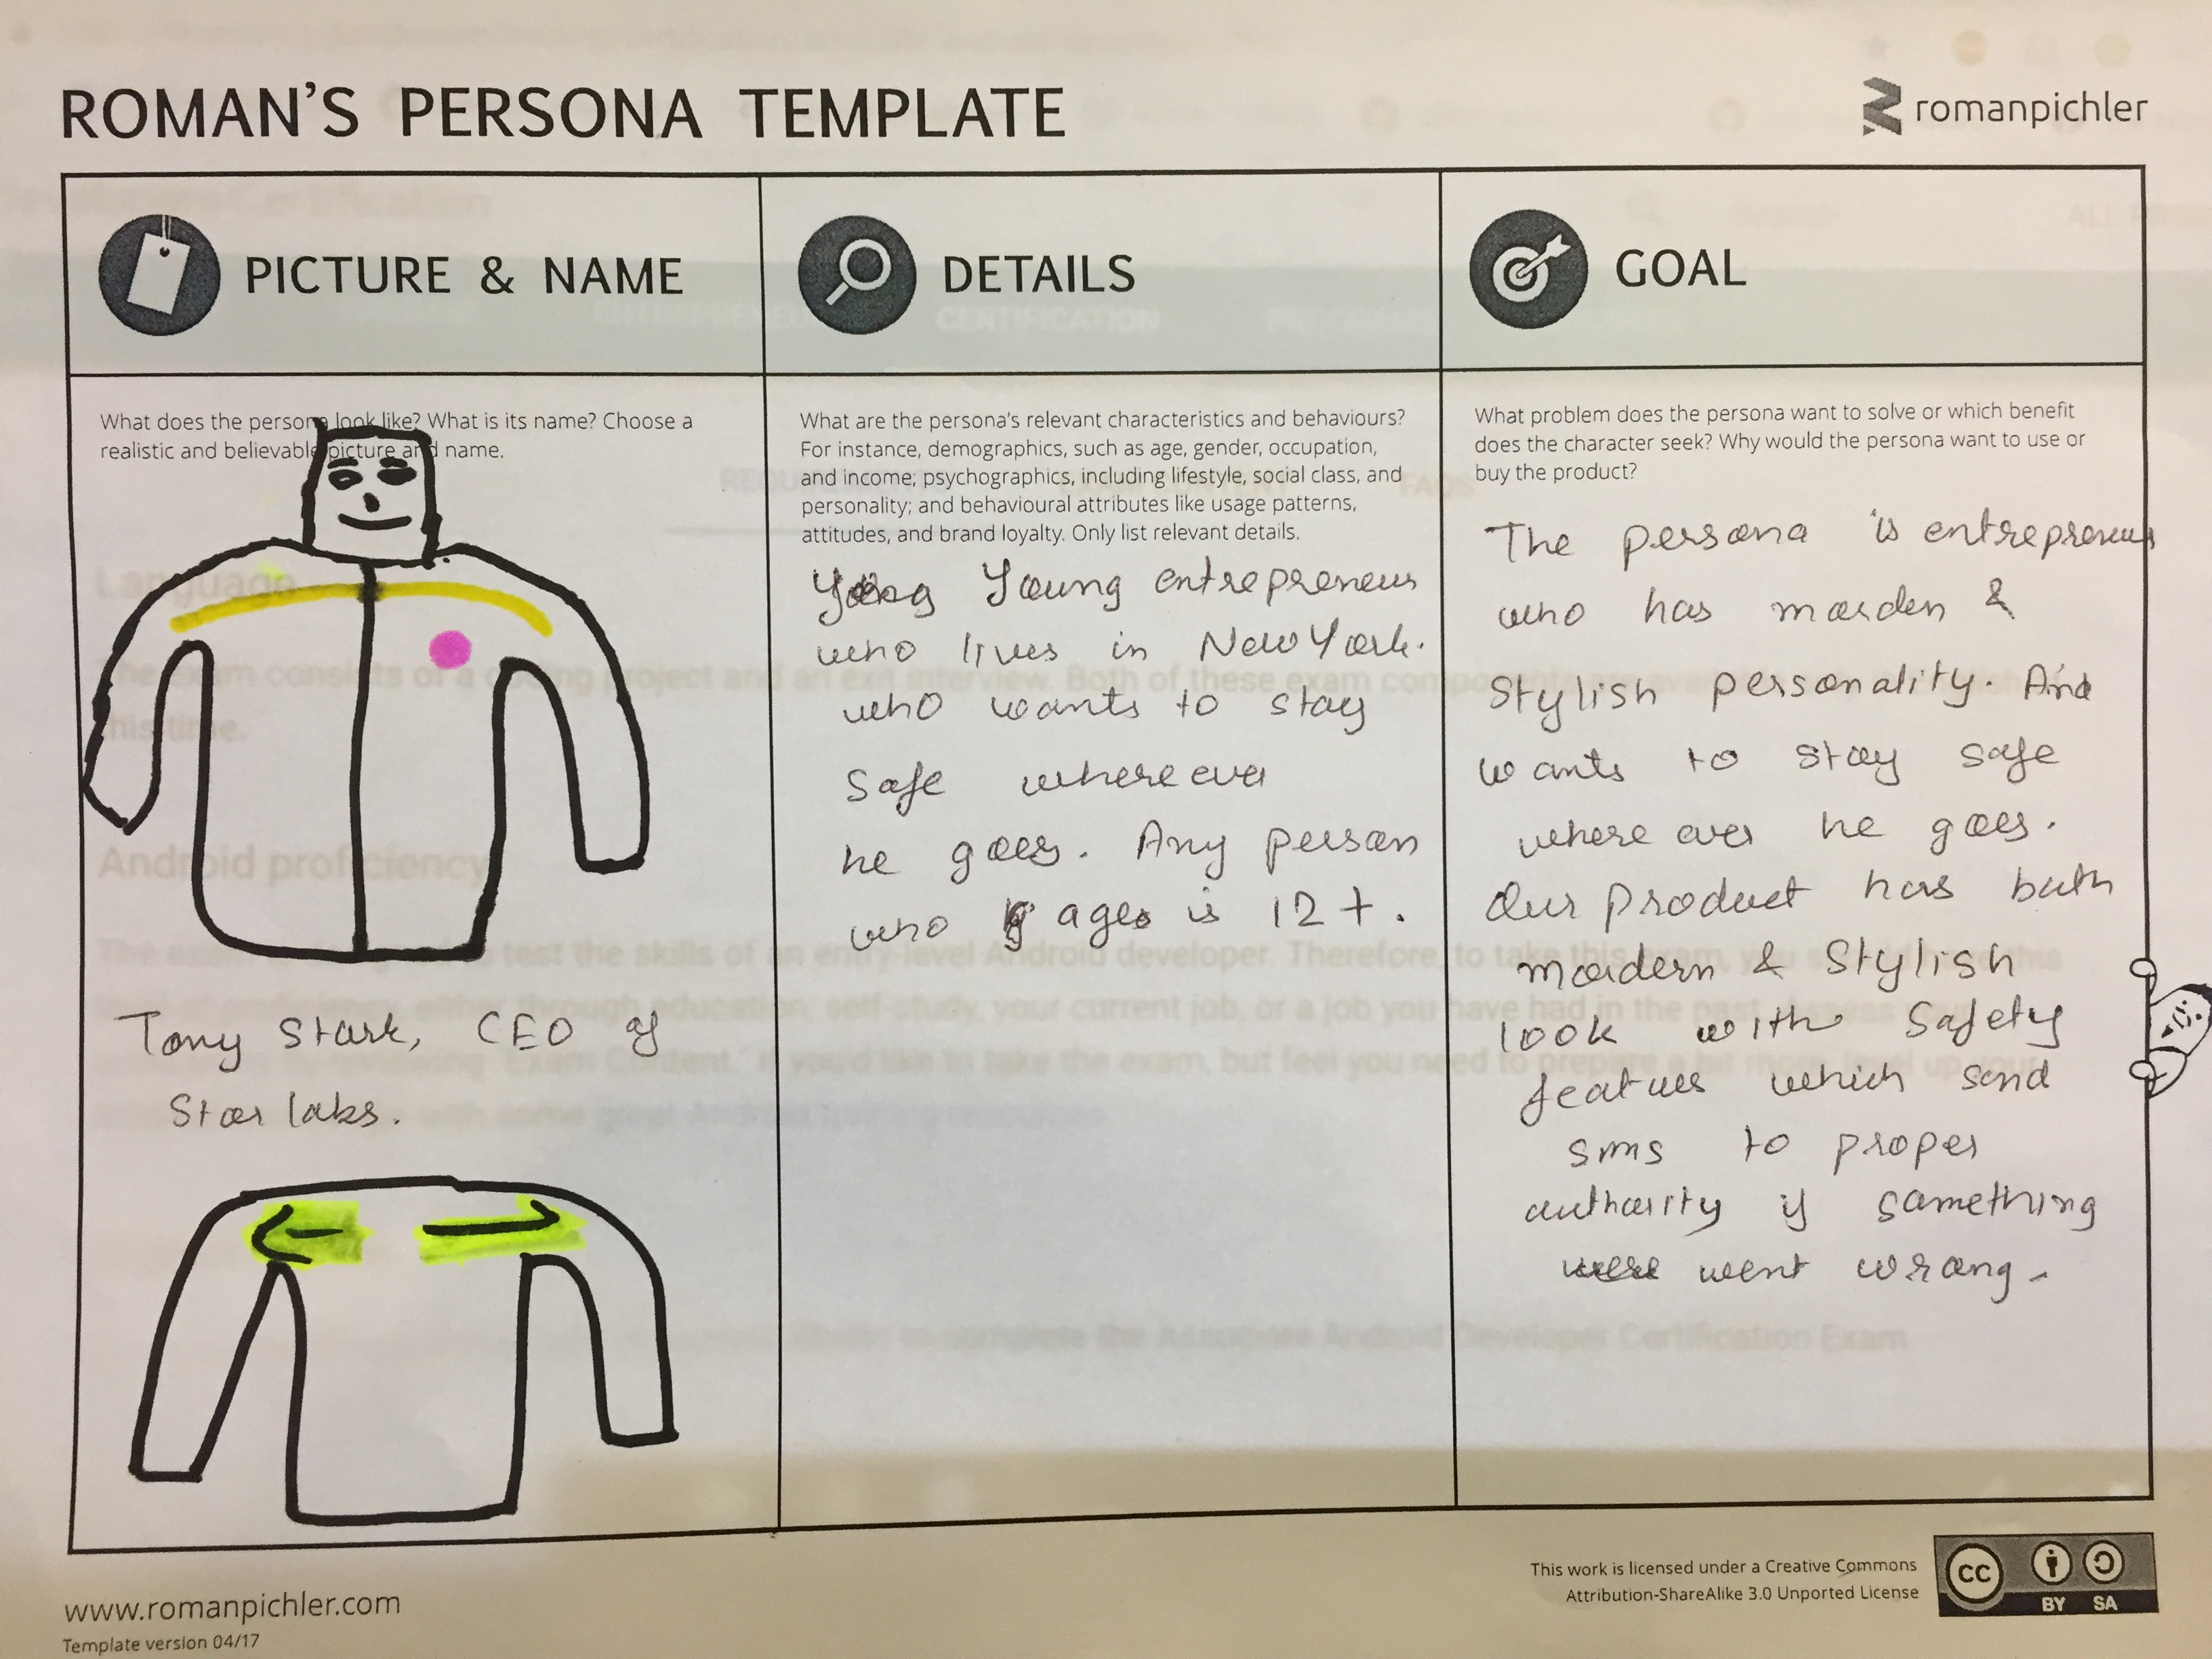 ROMAN'S PERSONA TEMPLATE
romanpichler
PICTURE & NAME
What does the persona look like? What is its name? Choose a
realistic and believable picture and name.
Tony Stark, CEO of
Star labs.
DETAILS
What are the persona's relevant characteristics and behaviours?
For instance, demographics, such as age, gender, occupation,
and income; psychographics, including lifestyle, social class, and
personality; and behavioural attributes like usage patterns,
attitudes, and brand loyalty. Only list relevant details.
Young entrepreneur
who lives in New York.
who wants to stay
safe where ever
he goes. Any person
who age is 12+.
GOAL
What problem does the persona want to solve or which benefit
does the character seek? Why would the persona want to use or
buy the product?
The persona is entrepreneur
who has morden &
stylish personality. And
wants to stay safe
where ever he goes.
Our product has both
mordern & stylish
look with safety
featues which send
sms to proper
authority if something
went wrong.
www.romanpichler.com
Template version 04/17
This work is licensed under a Creative Commons
Attribution-ShareAlike 3.0 Unported License
CC BY SA